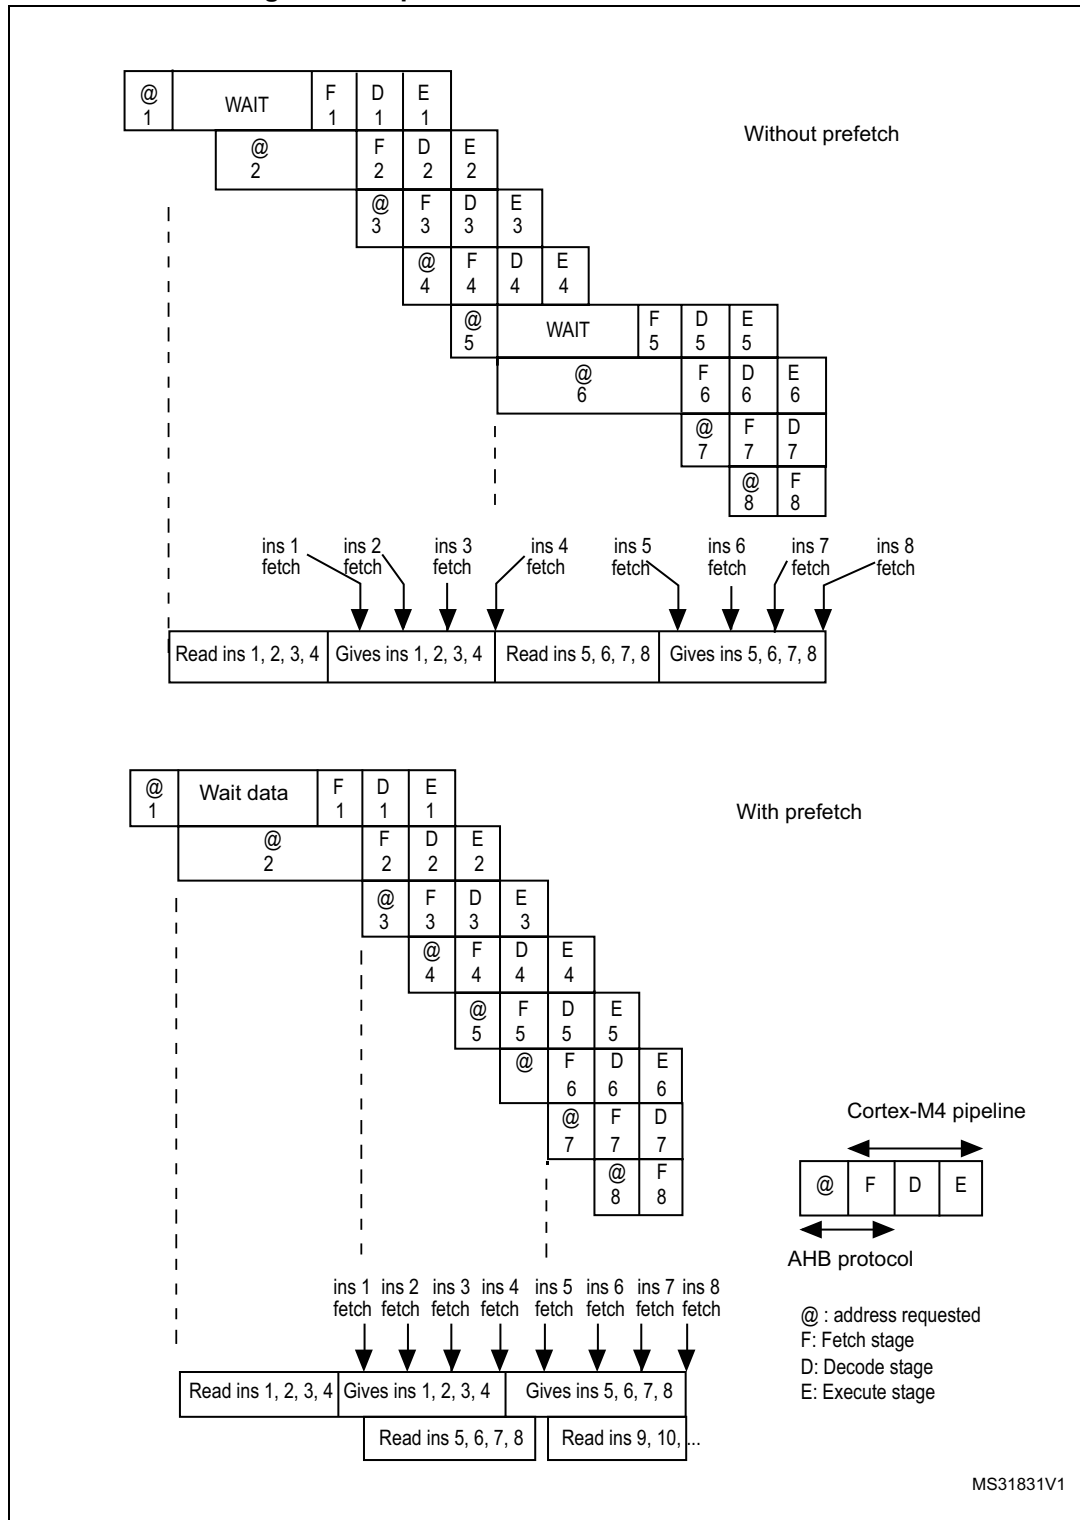 @ WAIT F D E
1 1 1 1
Without prefetch
@ F D E
2 2 2 2
@ F D E
3 3 3 3
@ F D E
4 4 4 4
@ WAIT F D E
5 5 5 5
@ F D E
6 6 6 6
@ F D
7 7 7
@ F
8 8
ins 1 ins 2 ins 3 ins 4 ins 5 ins 6 ins 7 ins 8
fetch fetch fetch fetch fetch fetch fetch fetch
Read ins 1, 2, 3, 4 Gives ins 1, 2, 3, 4 Read ins 5, 6, 7, 8 Gives ins 5, 6, 7, 8
@ Wait data F D E
1 1 1 1
With prefetch
@ F D E
2 2 2 2
@ F D E
3 3 3 3
@ F D E
4 4 4 4
@ F D E
5 5 5 5
@ F D E
6 6 6
@ F D
7 7 7
@ F
8 8
Cortex-M4 pipeline
@ F D E
AHB protocol
@ : address requested
F: Fetch stage
D: Decode stage
E: Execute stage
ins 1 ins 2 ins 3 ins 4 ins 5 ins 6 ins 7 ins 8
fetch fetch fetch fetch fetch fetch fetch fetch
Read ins 1, 2, 3, 4 Gives ins 1, 2, 3, 4 Gives ins 5, 6, 7, 8
Read ins 5, 6, 7, 8 Read ins 9, 10, ...
MS31831V1